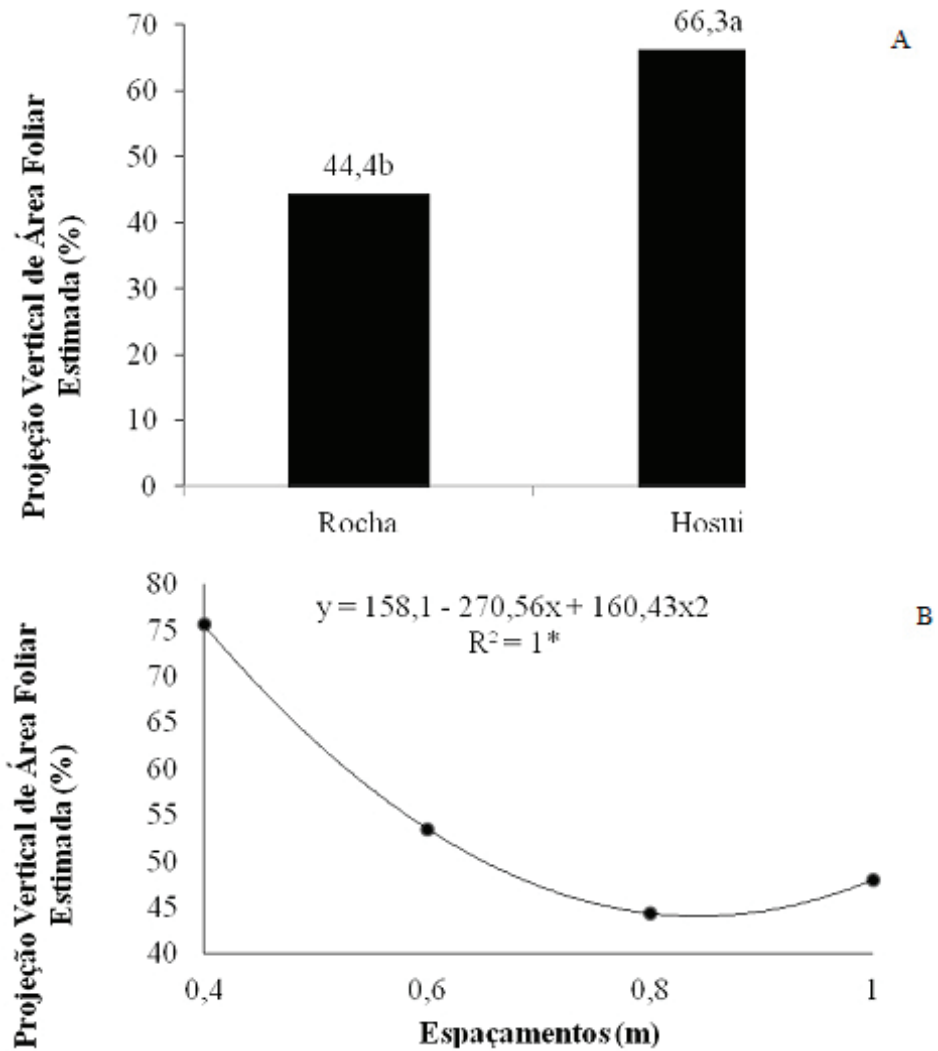 A
Projeção Vertical de Área Foliar
Estimada (%)
70
60
50
40
30
20
10
0
44,4b
66,3a
Rocha
Hosui
B
Projeção Vertical de Área Foliar
Estimada (%)
80
75
70
65
60
55
50
45
40
y = 158,1 - 270,56x + 160,43x2
R² = 1*
0,4
0,6
0,8
1
Espaçamentos (m)